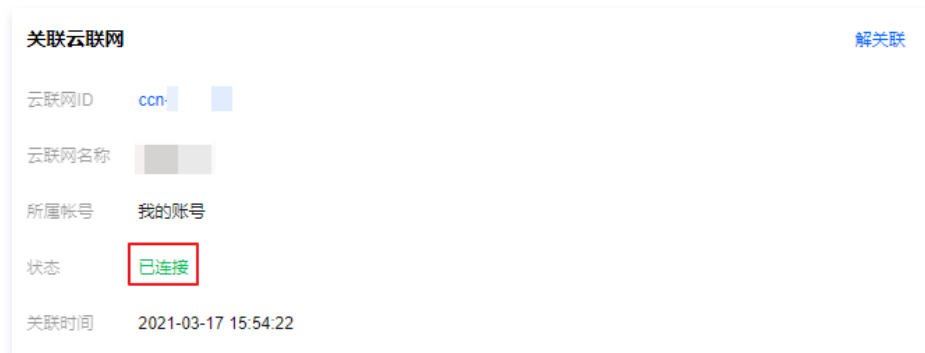 关联云联网 解关联
云联网ID ccn-
云联网名称
所属帐号 我的账号
状态 已连接
关联时间 2021-03-17 15:54:22